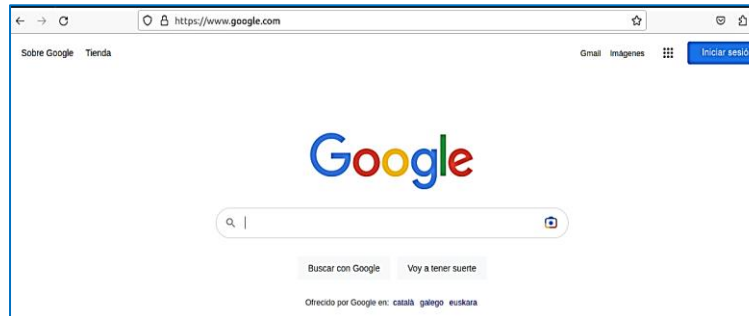 https://www.google.com
Sobre Google Tienda Gmail Imágenes Iniciar sesió
Google
Buscar con Google Voy a tener suerte
Ofrecido por Google en: català galego euskara